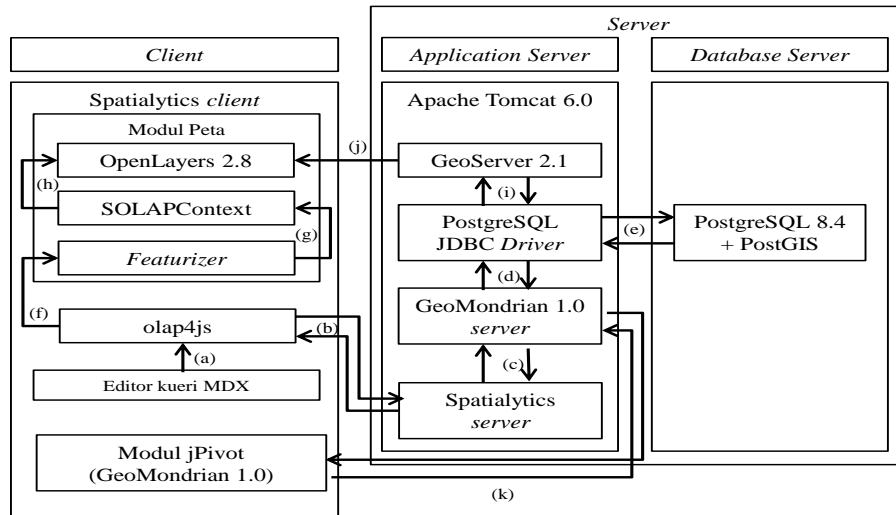 Server
Client
Application Server
Database Server
Spatialytics client
Apache Tomcat 6.0
Modul Peta
OpenLayers 2.8
(j)
GeoServer 2.1
(h)
(i)
SOLAPContext
PostgreSQL
JDBC Driver
(e)
PostgreSQL 8.4
+ PostGIS
(g)
Featurizer
(d)
(f)
olap4js
(b)
GeoMondrian 1.0
server
(a)
(c)
Editor kueri MDX
Spatialytics
server
Modul jPivot
(GeoMondrian 1.0)
(k)